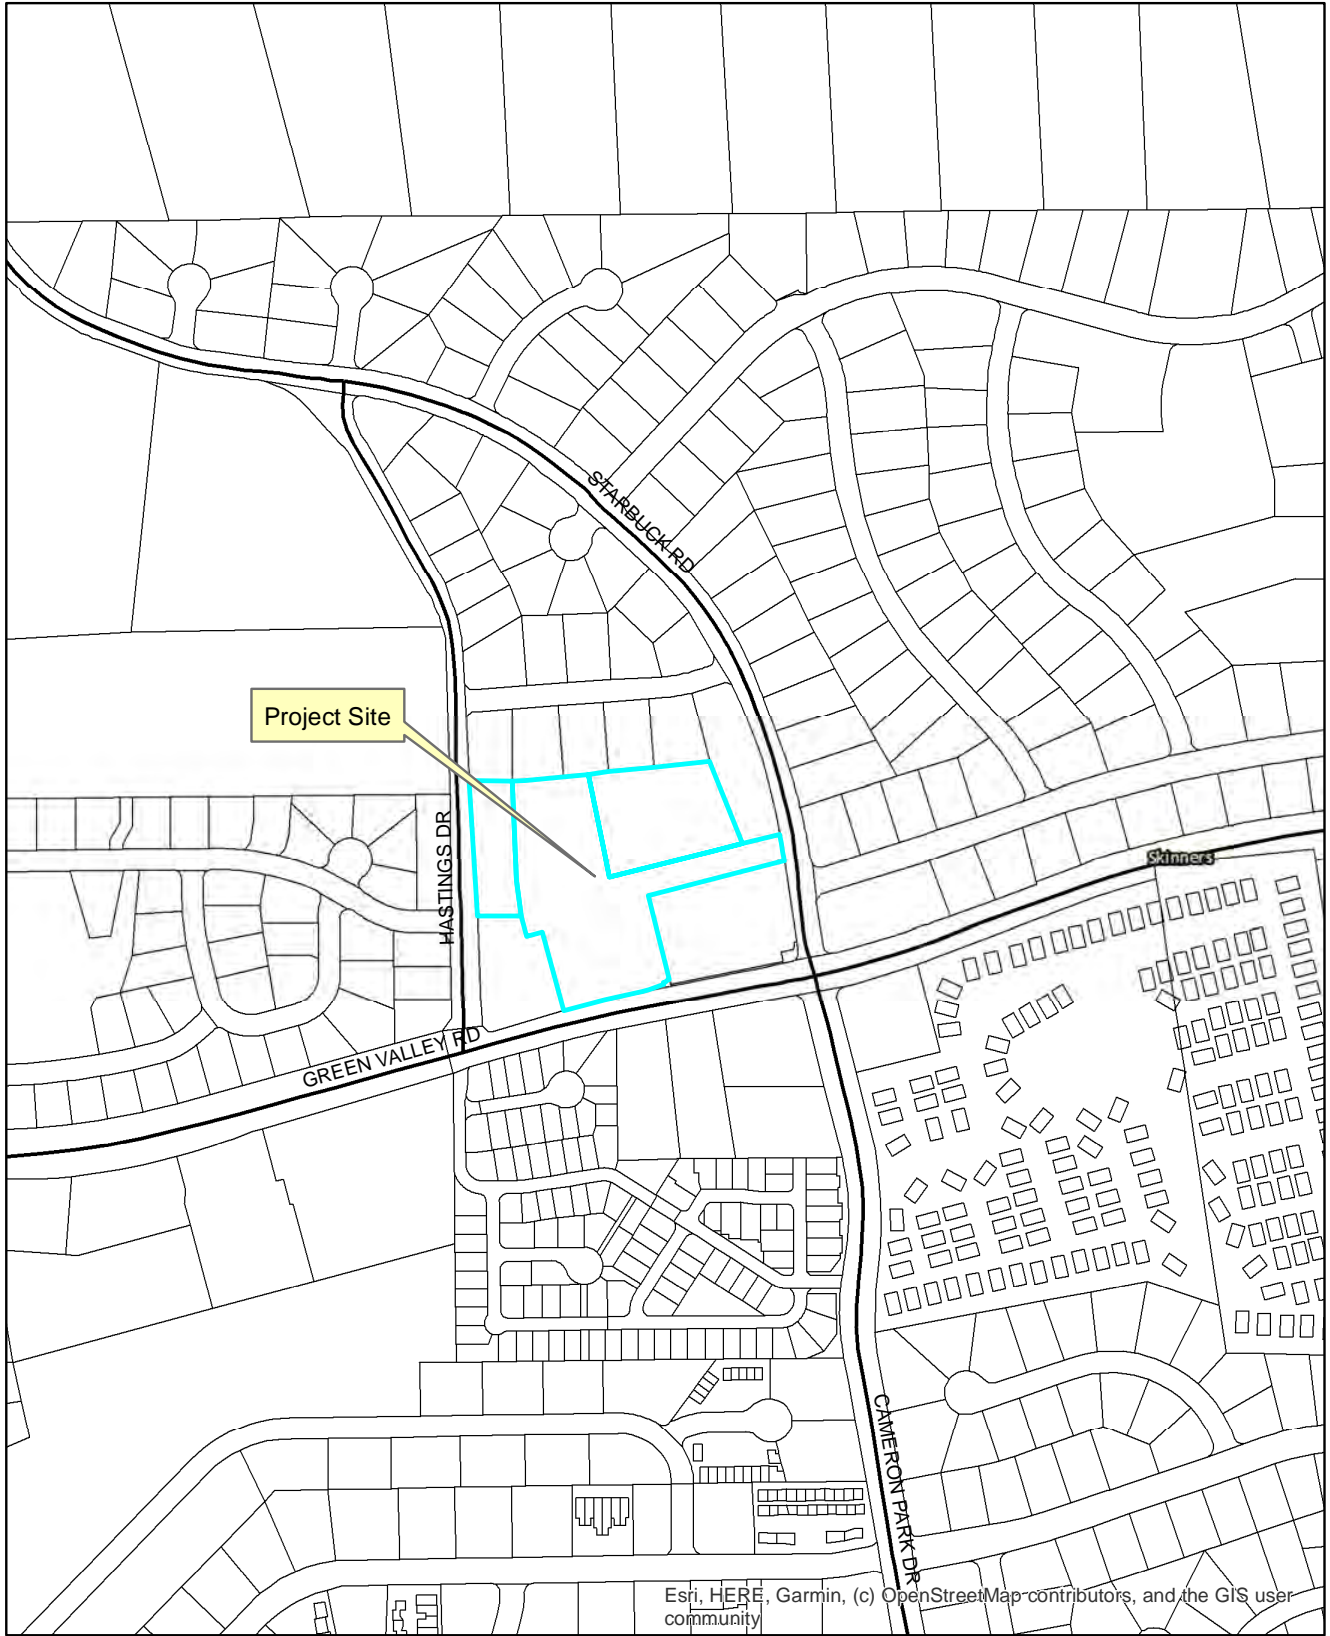 STARBUCK RD
Project Site
HASTINGS DR
Skinners
GREEN VALLEY RD
CAMERON PARK DR
Esri, HERE, Garmin, (c) OpenStreetMap contributors, and the GIS user
community